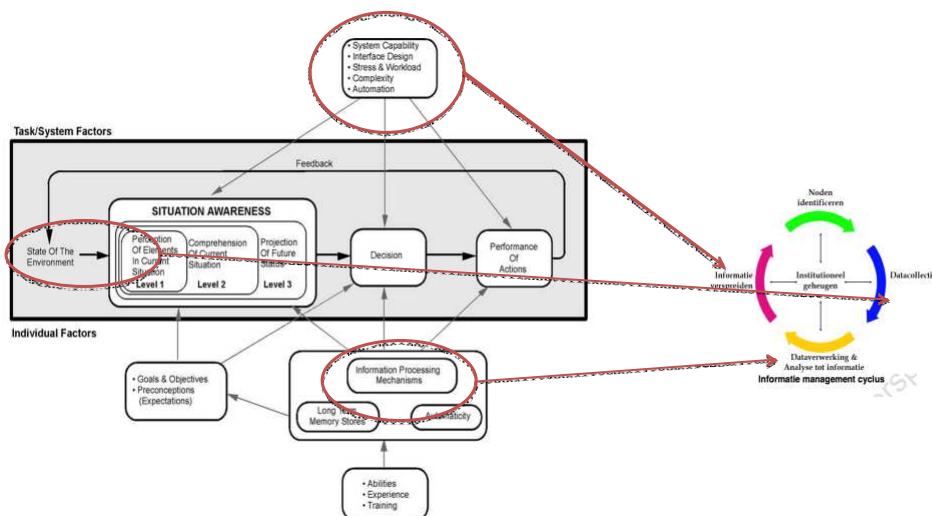 • System Capability
• Interface Design
• Stress & Workload
• Complexity
• Automation
Task/System Factors
Feedback
SITUATION AWARENESS
State Of The
Environment
Perception
Of Elements
In Current
Situation
Level 1
Comprehension
Of Current
Situation
Level 2
Projection
Of Future
Status
Level 3
Decision
Performance
Of
Actions
Individual Factors
• Goals & Objectives
• Preconceptions
(Expectations)
Information Processing
Mechanisms
Long Term
Memory Stores
Automaticity
• Abilities
• Experience
• Training
Noden
identificeren
Informatie
verspreiden
Institutioneel
geheugen
Datacollecti
Dataverwerking &
Analyse tot informatie
Informatie management cyclus